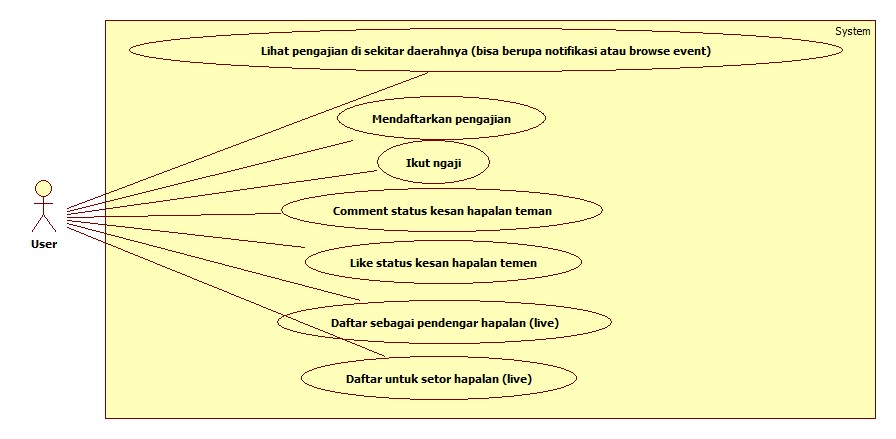 System
Lihat pengajian di sekitar daerahnya (bisa berupa notifikasi atau browse event)
Mendaftarkan pengajian
Ikut ngaji
Comment status kesan hapalan teman
User
Like status kesan hapalan temen
Daftar sebagai pendengar hapalan (live)
Daftar untuk setor hapalan (live)